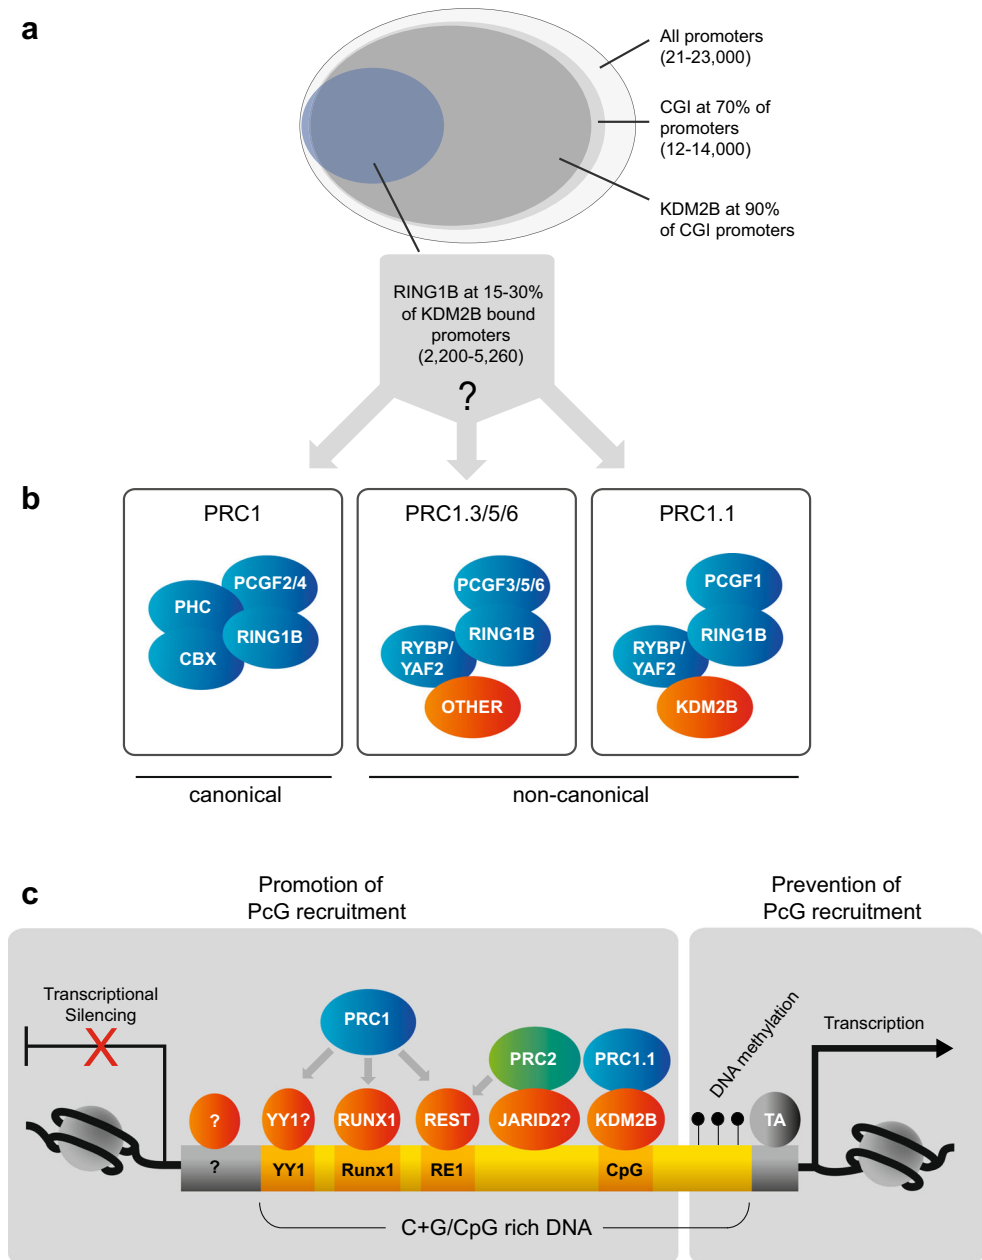 a
All promoters
(21-23,000)
CGI at 70% of
promoters
(12-14,000)
KDM2B at 90%
of CGI promoters
RING1B at 15-30%
of KDM2B bound
promoters
(2,200-5,260)
?
b
PRC1
PCGF2/4
PHC
RING1B
CBX
PRC1.3/5/6
PCGF3/5/6
RING1B
RYBP/
YAF2
OTHER
PRC1.1
PCGF1
RING1B
RYBP/
YAF2
KDM2B
canonical
non-canonical
c
Promotion of
PcG recruitment
Prevention of
PcG recruitment
Transcriptional
Silencing
X
PRC1
PRC2
PRC1.1
DNA methylation
Transcription
?
YY1?
RUNX1
REST
JARID2?
KDM2B
TA
?
YY1
Runx1
RE1
CpG
C+G/CpG rich DNA